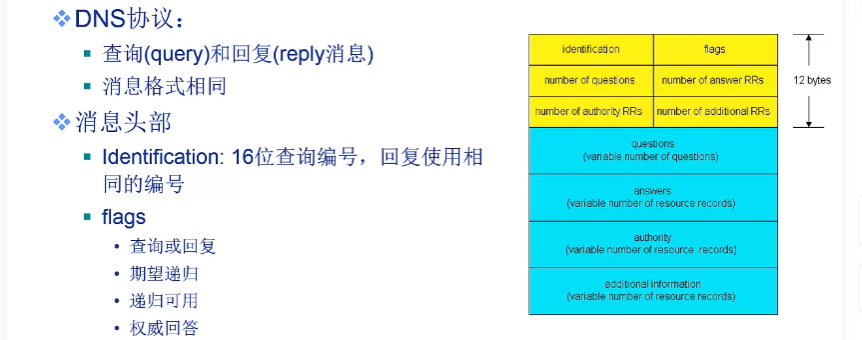 DNS协议：
查询(query)和回复(reply消息)
消息格式相同
消息头部
Identification: 16位查询编号，回复使用相
同的编号
flags
查询或回复
期望递归
递归可用
权威回答
identification flags
number of questions number of answer RRs
number of authority RRs number of additional RRs
12 bytes
questions
(variable number of questions)
answers
(variable number of resource records)
authority
(variable number of resource records)
additional information
(variable number of resource records)